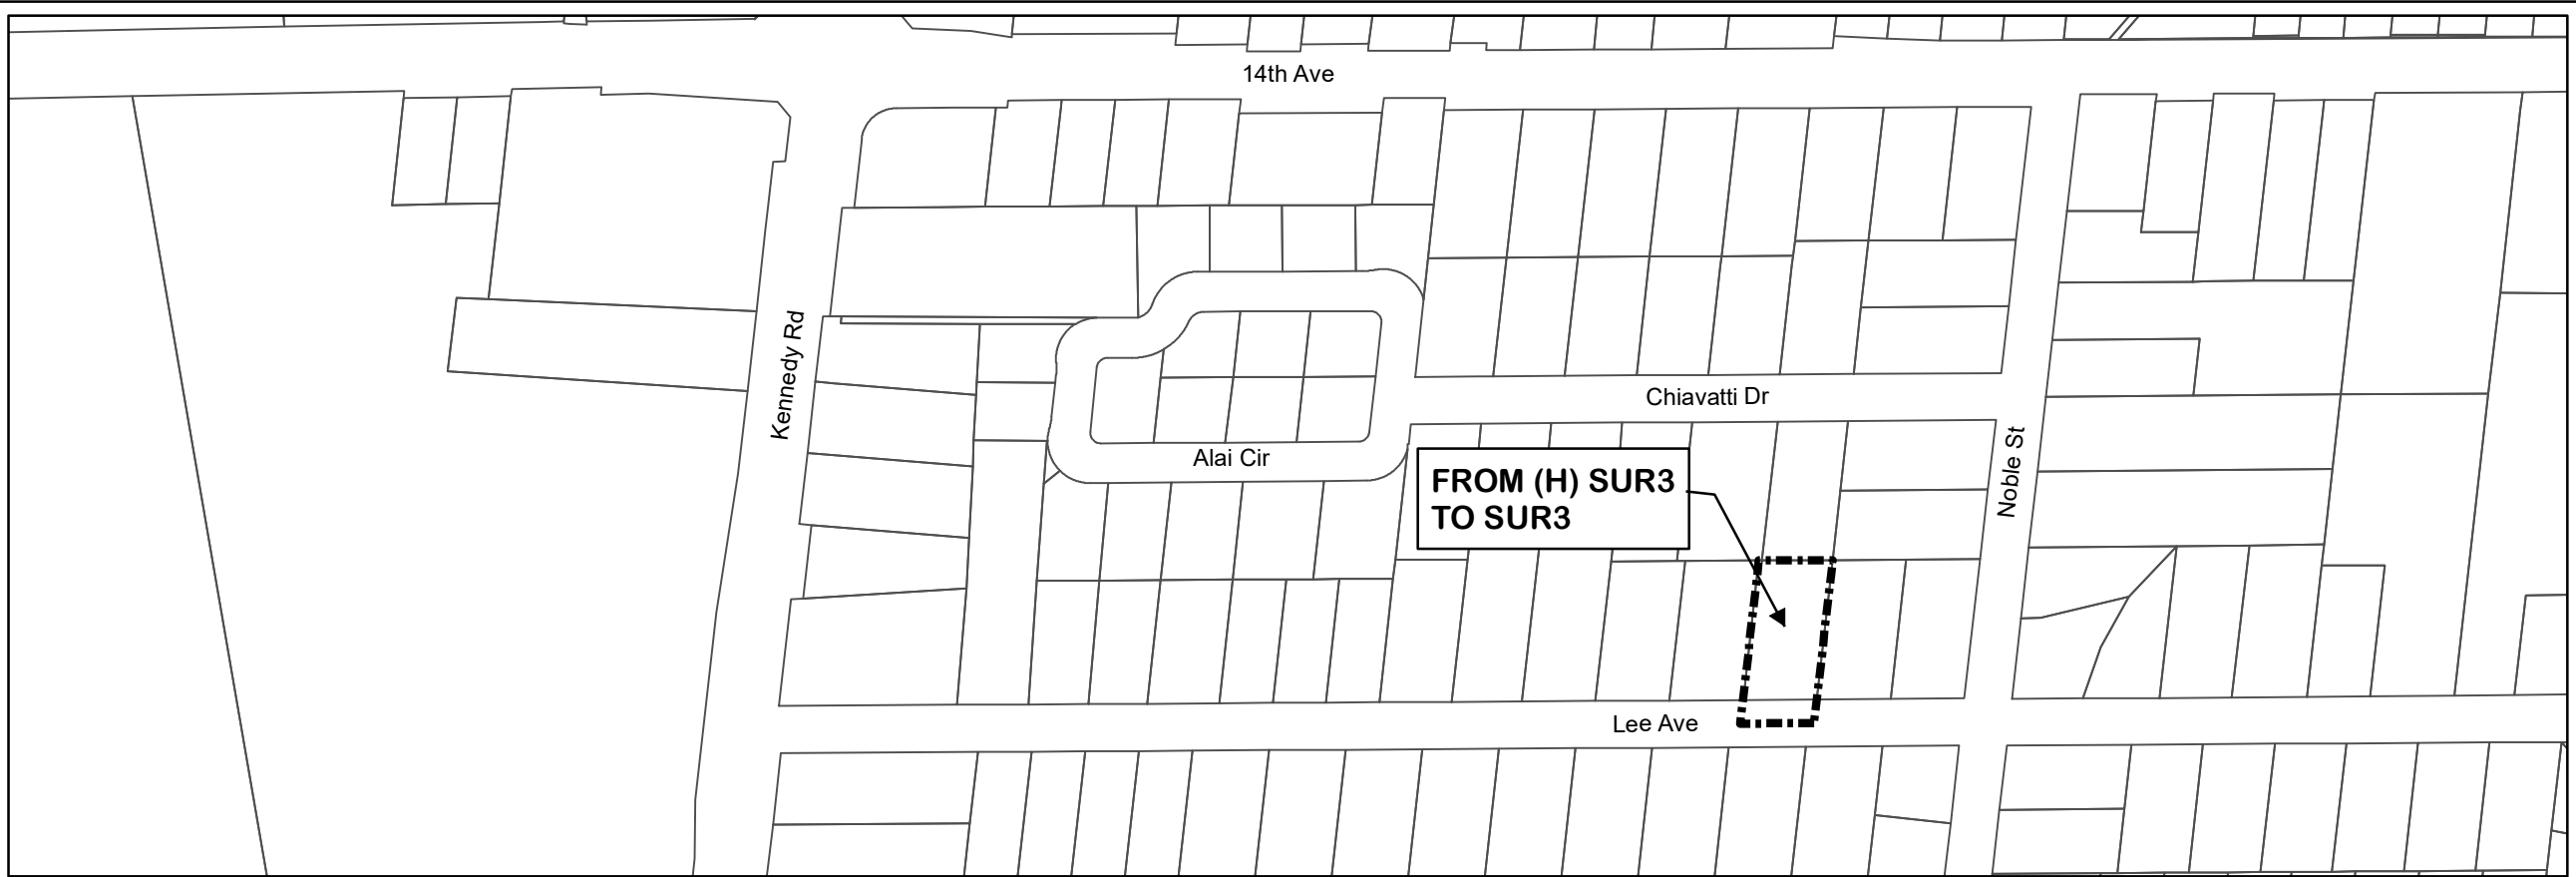 14th Ave
Kennedy Rd
Chiavatti Dr
Alai Cir
Noble St
FROM (H) SUR3
TO SUR3
Lee Ave